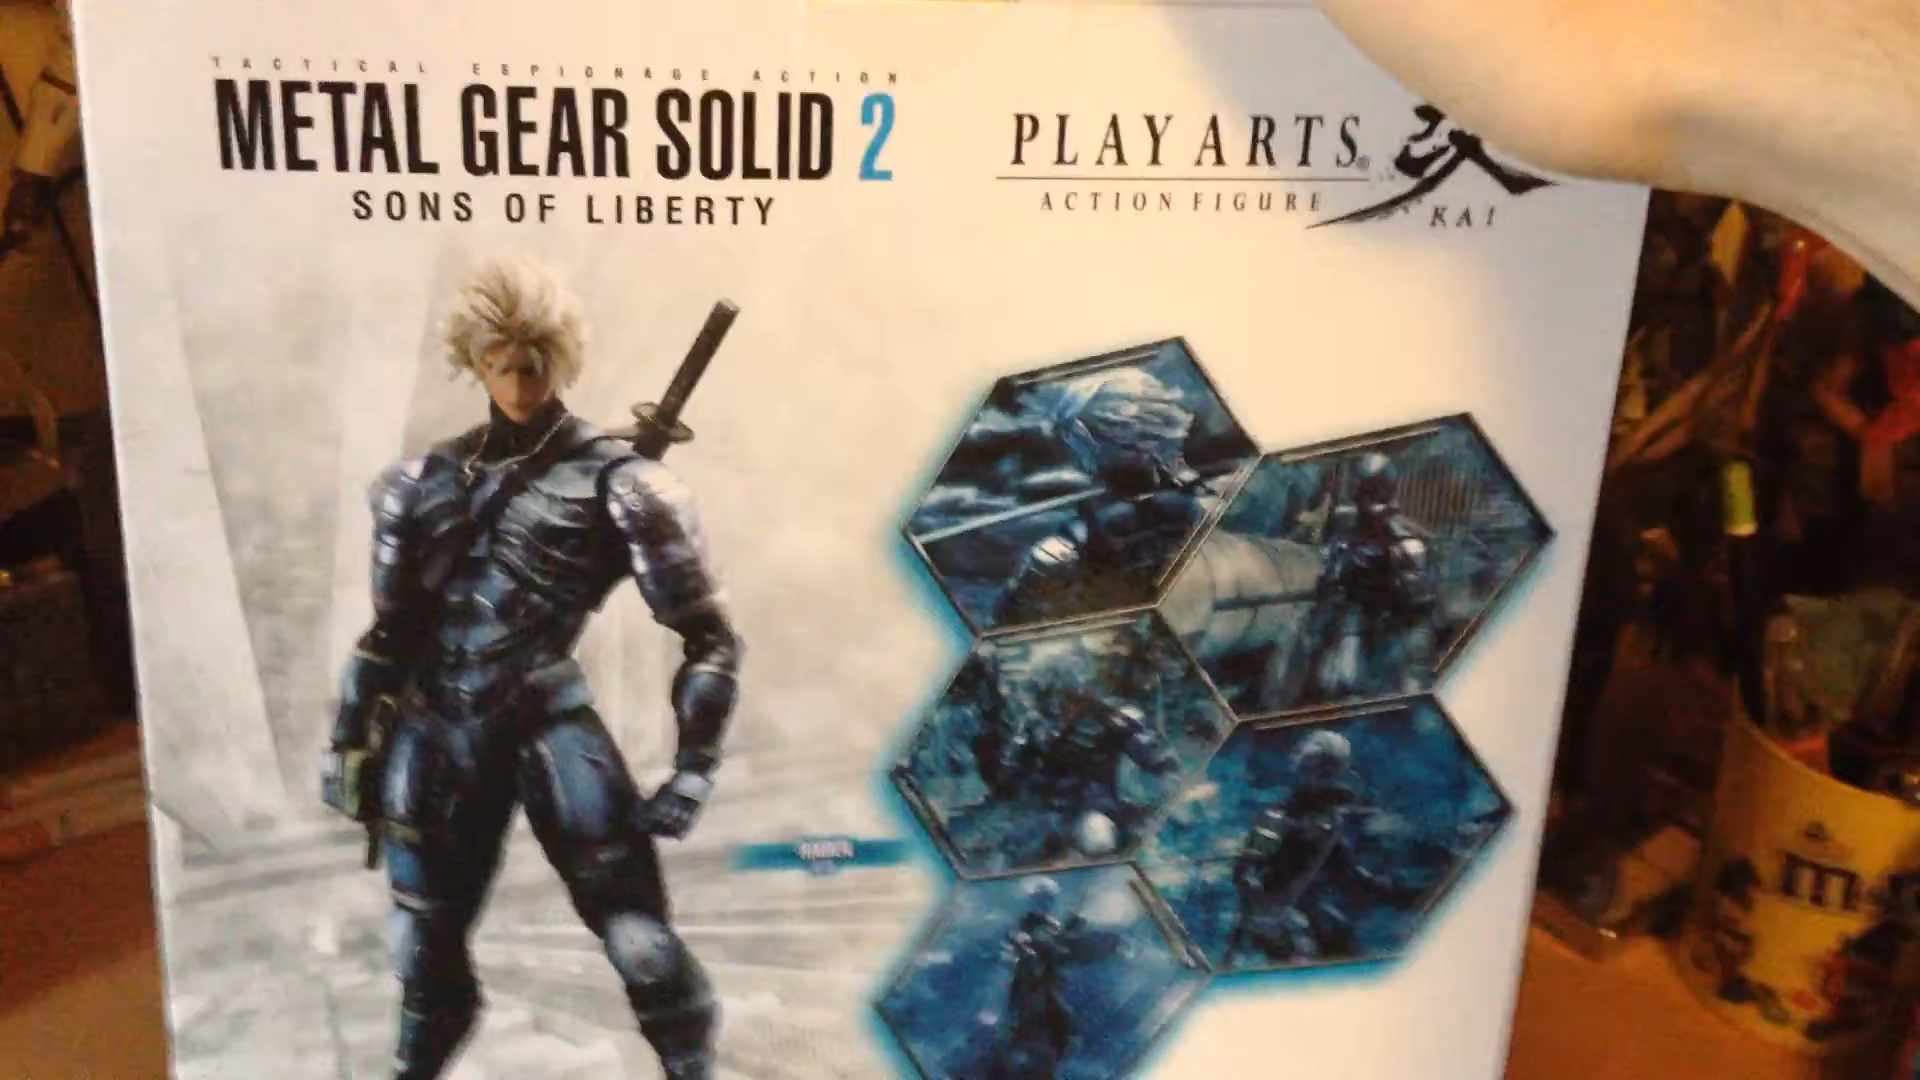 TACTICAL ESPIONAGE ACTION
METAL GEAR SOLID 2
SONS OF LIBERTY
PLAY ARTS® 改
ACTION FIGURE KAI
RAIDEN